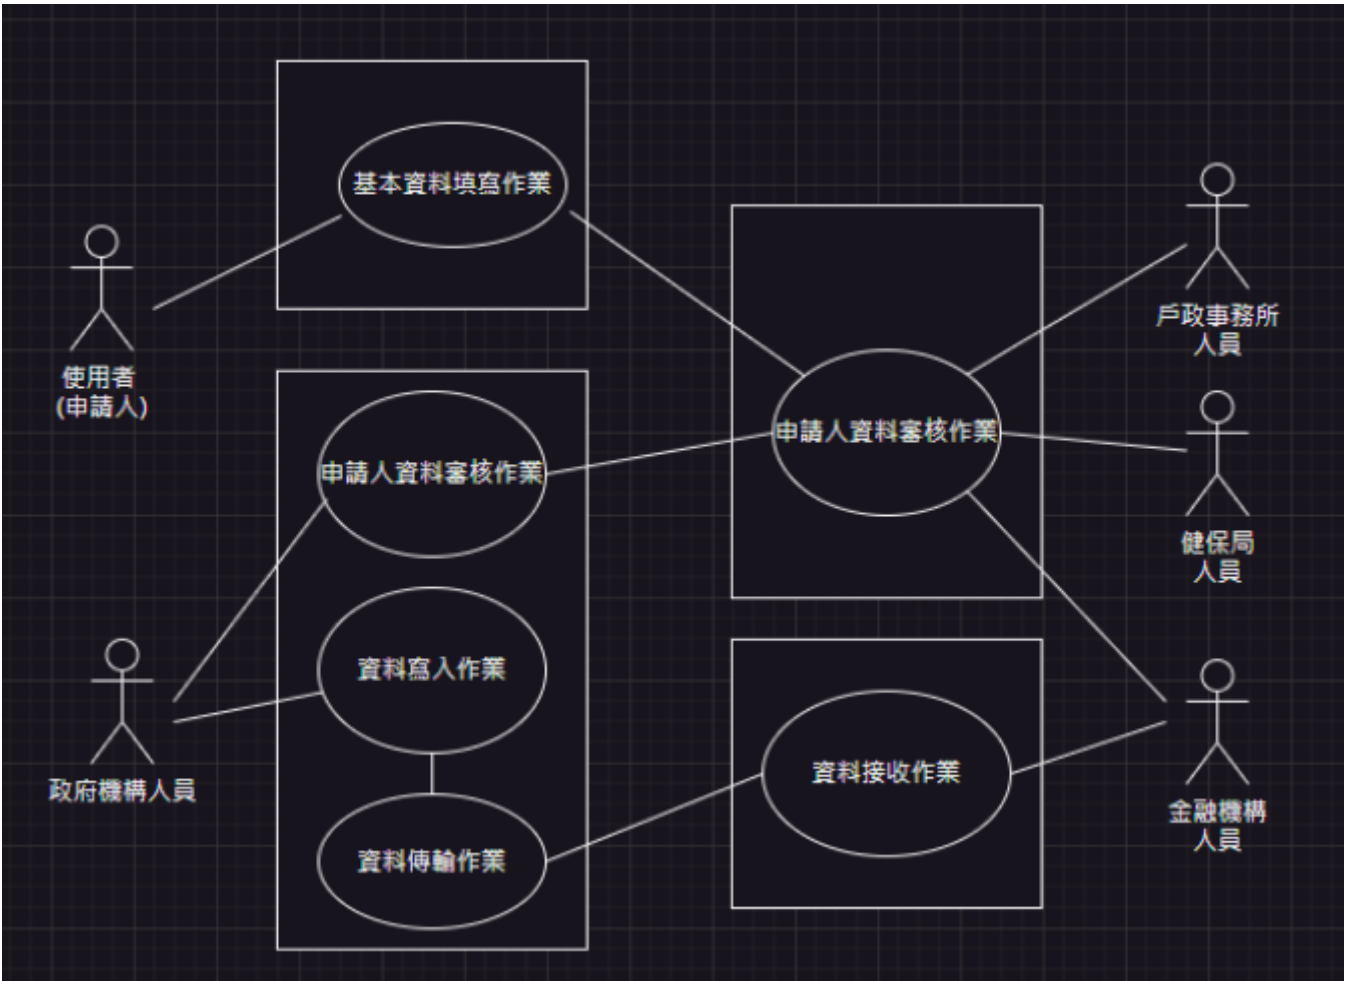 基本資料填寫作業
使用者
(申請人)
申請人資料審核作業
資料寫入作業
資料傳輸作業
政府機構人員
申請人資料審核作業
資料接收作業
戶政事務所
人員
健保局
人員
金融機構
人員